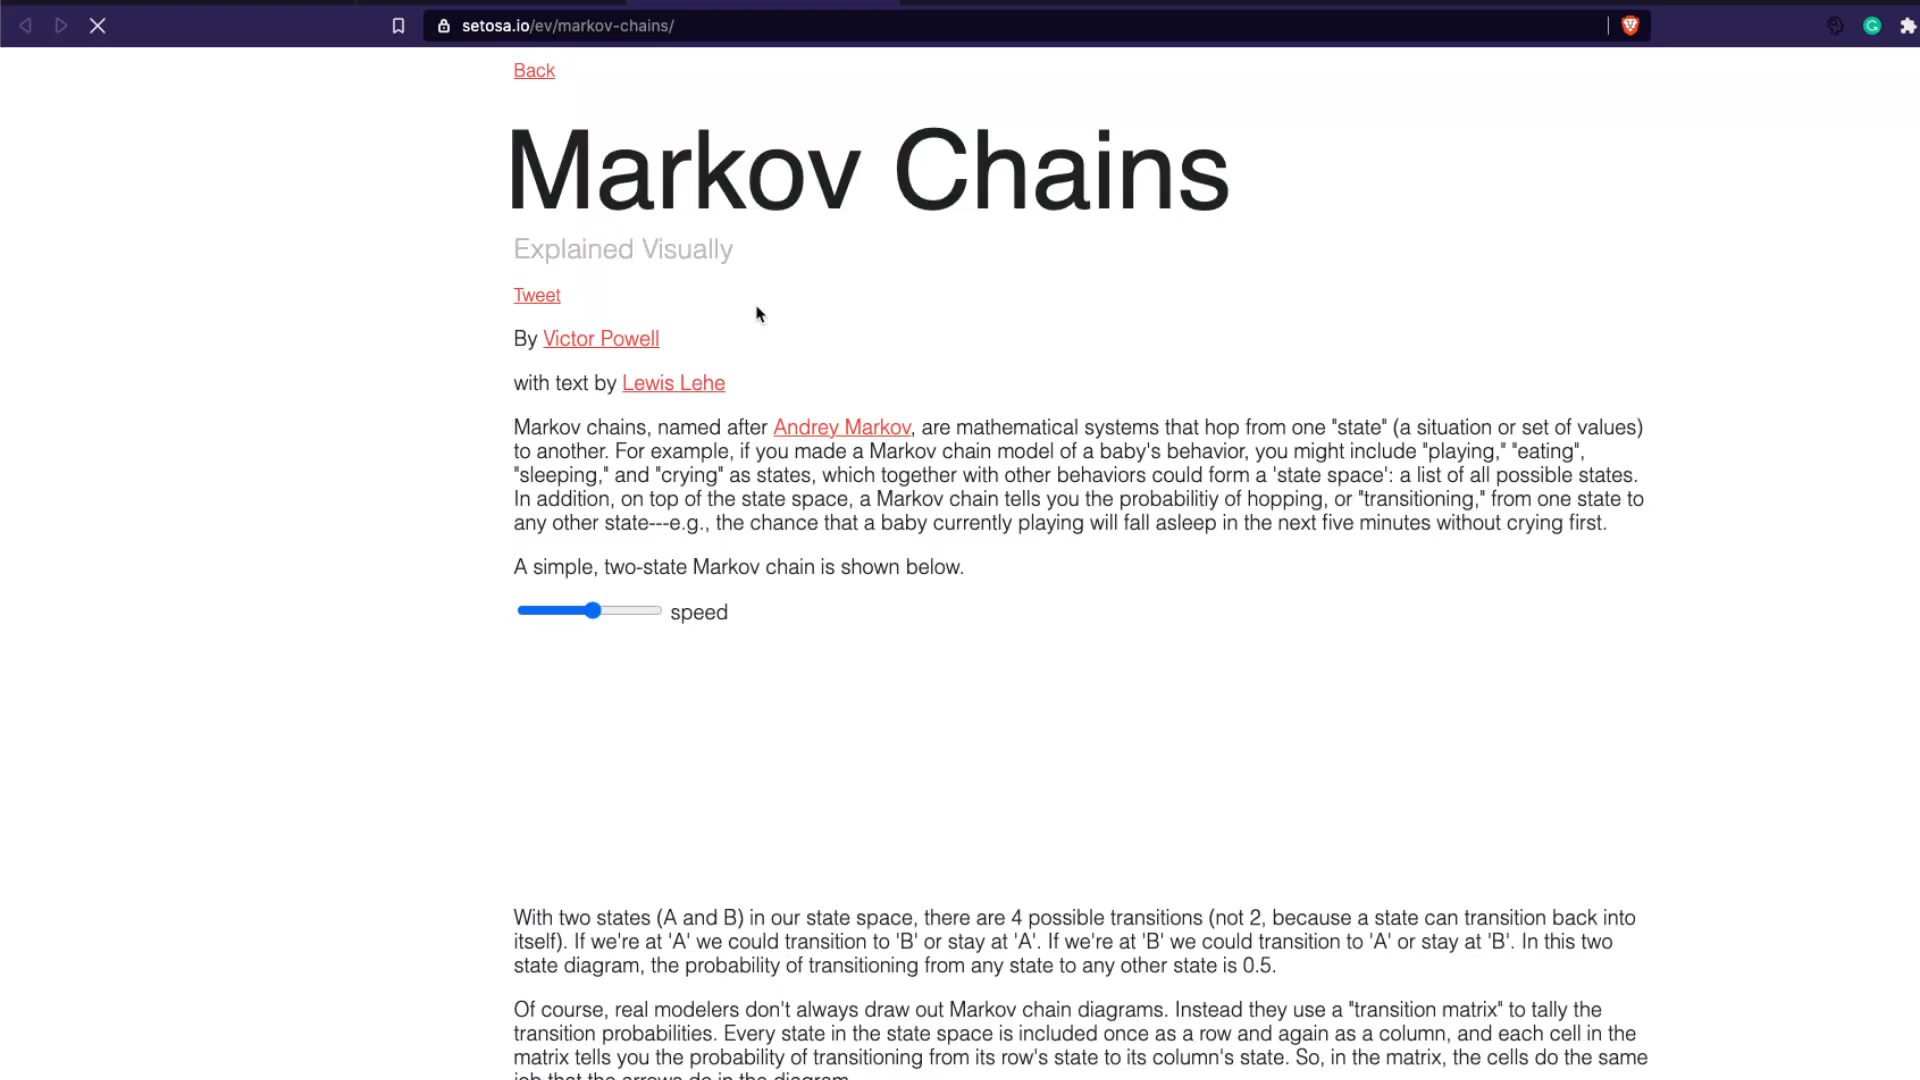 setosa.io/ev/markov-chains/
Back
Markov Chains
Explained Visually
Tweet
By Victor Powell
with text by Lewis Lehe
Markov chains, named after Andrey Markov, are mathematical systems that hop from one "state" (a situation or set of values)
to another. For example, if you made a Markov chain model of a baby's behavior, you might include "playing," "eating",
"sleeping," and "crying" as states, which together with other behaviors could form a 'state space': a list of all possible states.
In addition, on top of the state space, a Markov chain tells you the probabilitiy of hopping, or "transitioning," from one state to
any other state---e.g., the chance that a baby currently playing will fall asleep in the next five minutes without crying first.
A simple, two-state Markov chain is shown below.
speed
With two states (A and B) in our state space, there are 4 possible transitions (not 2, because a state can transition back into
itself). If we're at 'A' we could transition to 'B' or stay at 'A'. If we're at 'B' we could transition to 'A' or stay at 'B'. In this two
state diagram, the probability of transitioning from any state to any other state is 0.5.
Of course, real modelers don't always draw out Markov chain diagrams. Instead they use a "transition matrix" to tally the
transition probabilities. Every state in the state space is included once as a row and again as a column, and each cell in the
matrix tells you the probability of transitioning from its row's state to its column's state. So, in the matrix, the cells do the same
job that the arrows do in the diagram.